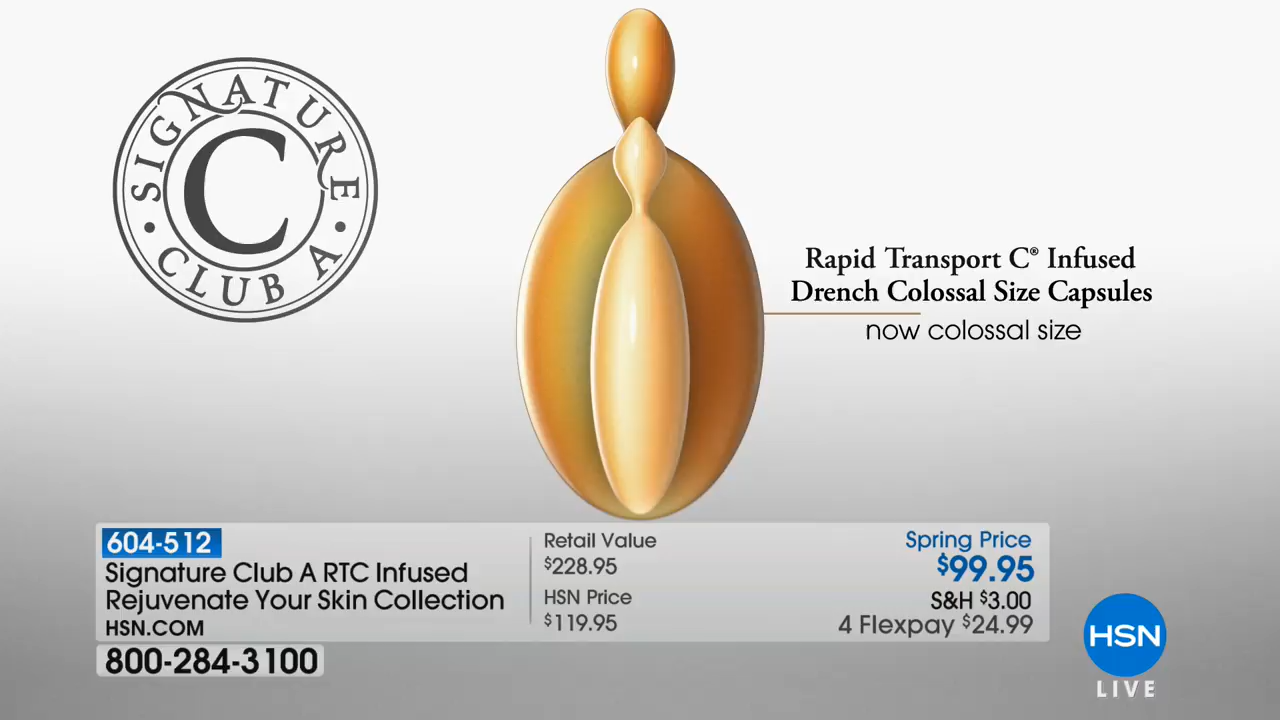 SIGNATURE
C
CLUB A
Rapid Transport C® Infused
Drench Colossal Size Capsules
now colossal size
604-512
Signature Club A RTC Infused
Rejuvenate Your Skin Collection
HSN.COM
800-284-3100
Retail Value
$228.95
HSN Price
$119.95
Spring Price
$99.95
S&H $3.00
4 Flexpay $24.99
HSN
LIVE